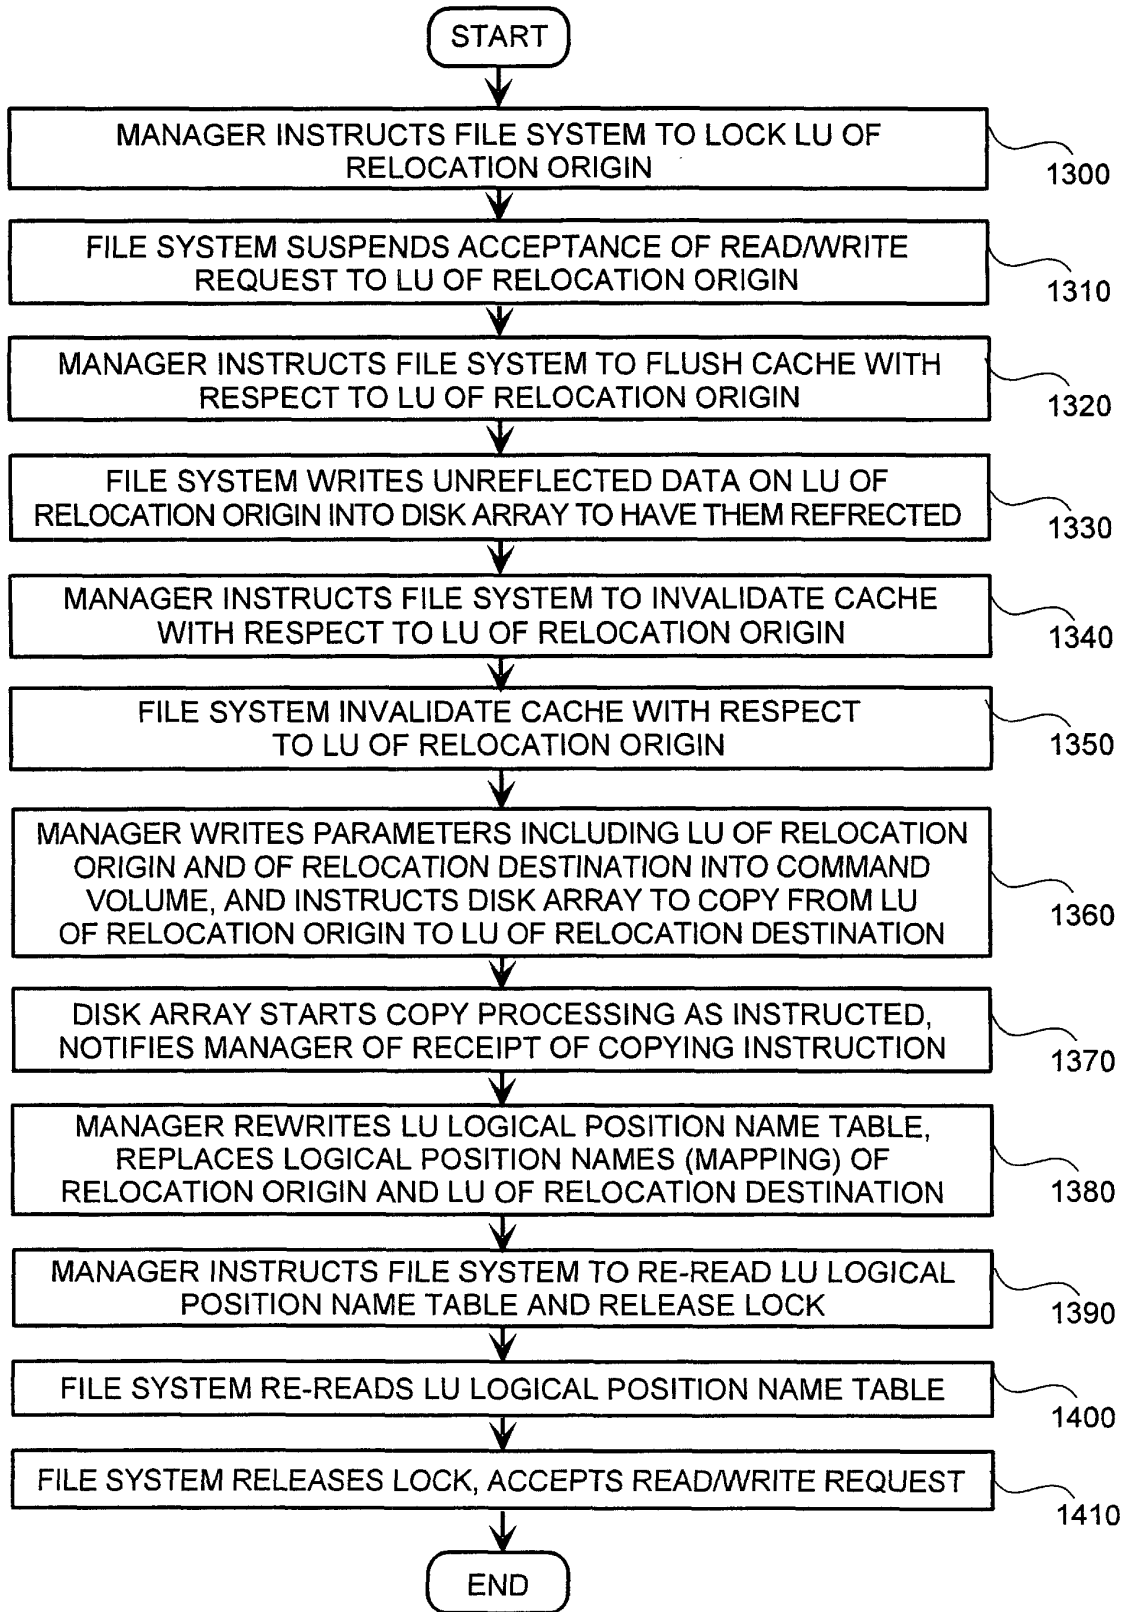 START
MANAGER INSTRUCTS FILE SYSTEM TO LOCK LU OF
RELOCATION ORIGIN
1300
FILE SYSTEM SUSPENDS ACCEPTANCE OF READ/WRITE
REQUEST TO LU OF RELOCATION ORIGIN
1310
MANAGER INSTRUCTS FILE SYSTEM TO FLUSH CACHE WITH
RESPECT TO LU OF RELOCATION ORIGIN
1320
FILE SYSTEM WRITES UNREFLECTED DATA ON LU OF
RELOCATION ORIGIN INTO DISK ARRAY TO HAVE THEM REFRECTED
1330
MANAGER INSTRUCTS FILE SYSTEM TO INVALIDATE CACHE
WITH RESPECT TO LU OF RELOCATION ORIGIN
1340
FILE SYSTEM INVALIDATE CACHE WITH RESPECT
TO LU OF RELOCATION ORIGIN
1350
MANAGER WRITES PARAMETERS INCLUDING LU OF RELOCATION
ORIGIN AND OF RELOCATION DESTINATION INTO COMMAND
VOLUME, AND INSTRUCTS DISK ARRAY TO COPY FROM LU
OF RELOCATION ORIGIN TO LU OF RELOCATION DESTINATION
1360
DISK ARRAY STARTS COPY PROCESSING AS INSTRUCTED,
NOTIFIES MANAGER OF RECEIPT OF COPYING INSTRUCTION
1370
MANAGER REWRITES LU LOGICAL POSITION NAME TABLE,
REPLACES LOGICAL POSITION NAMES (MAPPING) OF
RELOCATION ORIGIN AND LU OF RELOCATION DESTINATION
1380
MANAGER INSTRUCTS FILE SYSTEM TO RE-READ LU LOGICAL
POSITION NAME TABLE AND RELEASE LOCK
1390
FILE SYSTEM RE-READS LU LOGICAL POSITION NAME TABLE
1400
FILE SYSTEM RELEASES LOCK, ACCEPTS READ/WRITE REQUEST
1410
END